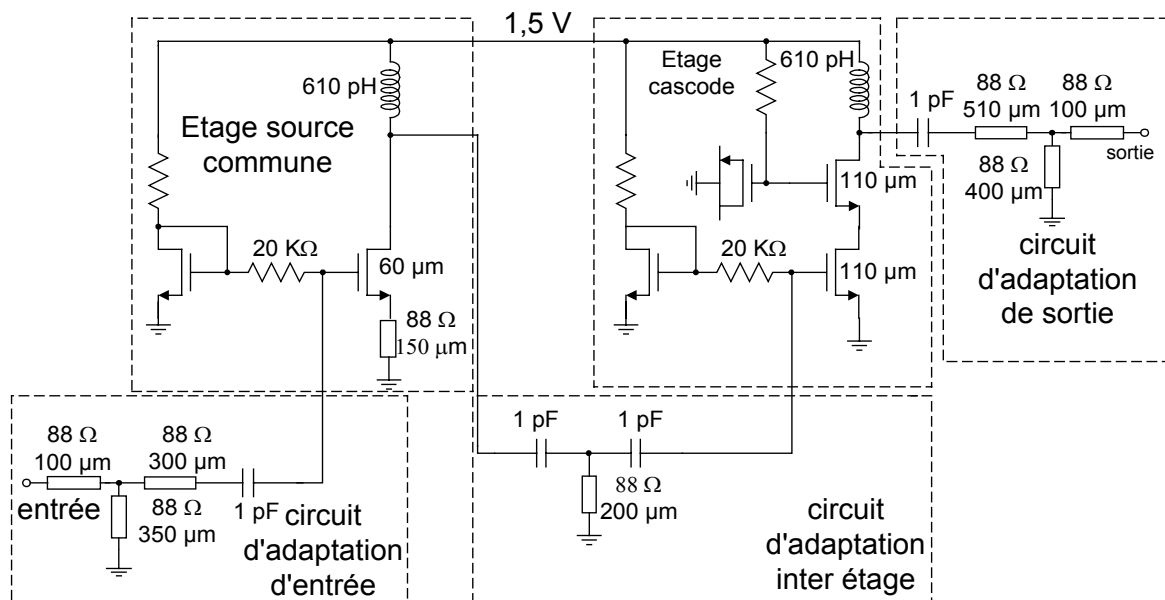 1,5 V
610 pH
Etage source
commune
20 KΩ
60 µm
88 Ω
150 µm
Etage
cascode
610 pH
110 µm
20 KΩ
110 µm
1 pF
88 Ω
510 µm
88 Ω
100 µm
sortie
88 Ω
400 µm
circuit
d'adaptation
de sortie
88 Ω
100 µm
88 Ω
300 µm
entrée
88 Ω
350 µm
1 pF
circuit
d'adaptation
d'entrée
1 pF
1 pF
88 Ω
200 µm
circuit
d'adaptation
inter étage